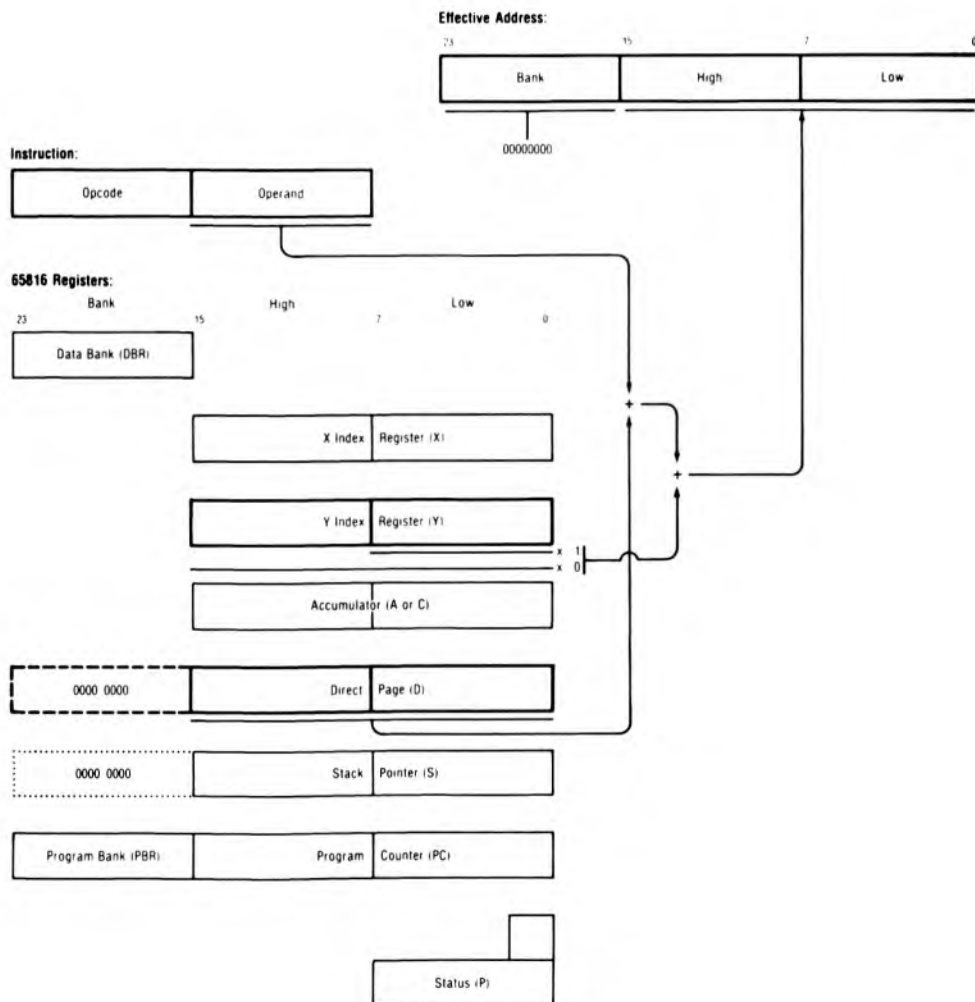 Effective Address:
23 15 7 0
Bank High Low
00000000
Instruction:
Opcode Operand
65816 Registers:
Bank High Low
23 15 7 0
Data Bank (DBR)
+
X Index Register (X)
+
Y Index Register (Y)
x 1
x 0
Accumulator (A or C)
0000 0000 Direct Page (D)
0000 0000 Stack Pointer (S)
Program Bank (PBR) Program Counter (PC)
Status (P)